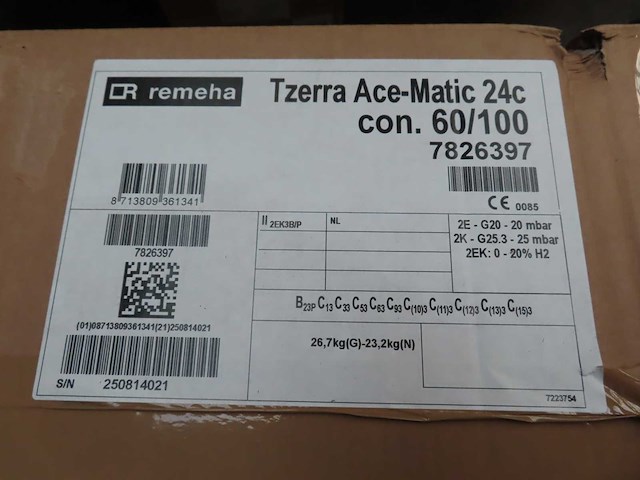 remeha
Tzerra Ace-Matic 24c
con. 60/100
7826397
8 713809 361341
CE 0085
7826397
(01)08713809361341(21)250814021
S/N 250814021
II 2EK3B/P NL
2E - G20 - 20 mbar
2K - G25.3 - 25 mbar
2EK: 0 - 20% H2
B23P C13 C33 C53 C63 C93 C(10)3 C(11)3 C(12)3 C(13)3 C(15)3
26,7kg(G)-23,2kg(N)
7223754